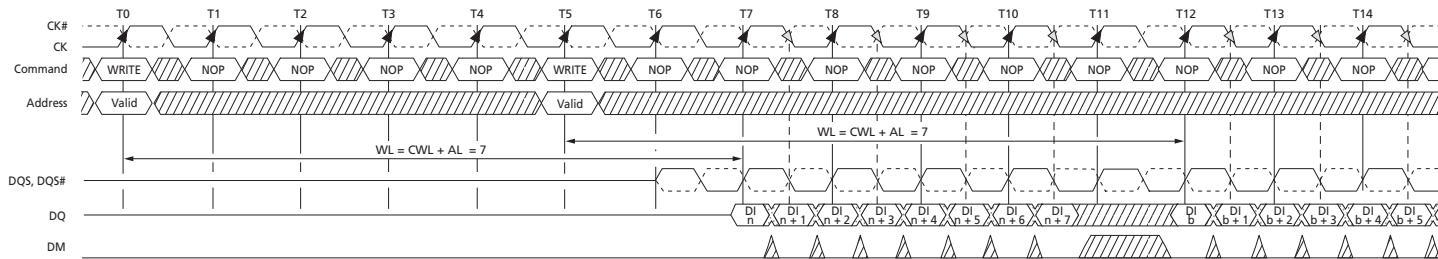 T0 T1 T2 T3 T4 T5 T6 T7 T8 T9 T10 T11 T12 T13 T14
CK#
CK
Command WRITE NOP NOP NOP NOP WRITE NOP NOP NOP NOP NOP NOP NOP NOP NOP
Address Valid Valid
WL = CWL + AL = 7
WL = CWL + AL = 7
DQS, DQS#
DQ DI n DI n + 1 DI n + 2 DI n + 3 DI n + 4 DI n + 5 DI n + 6 DI n + 7 DI b DI b + 1 DI b + 2 DI b + 3 DI b + 4 DI b + 5
DM